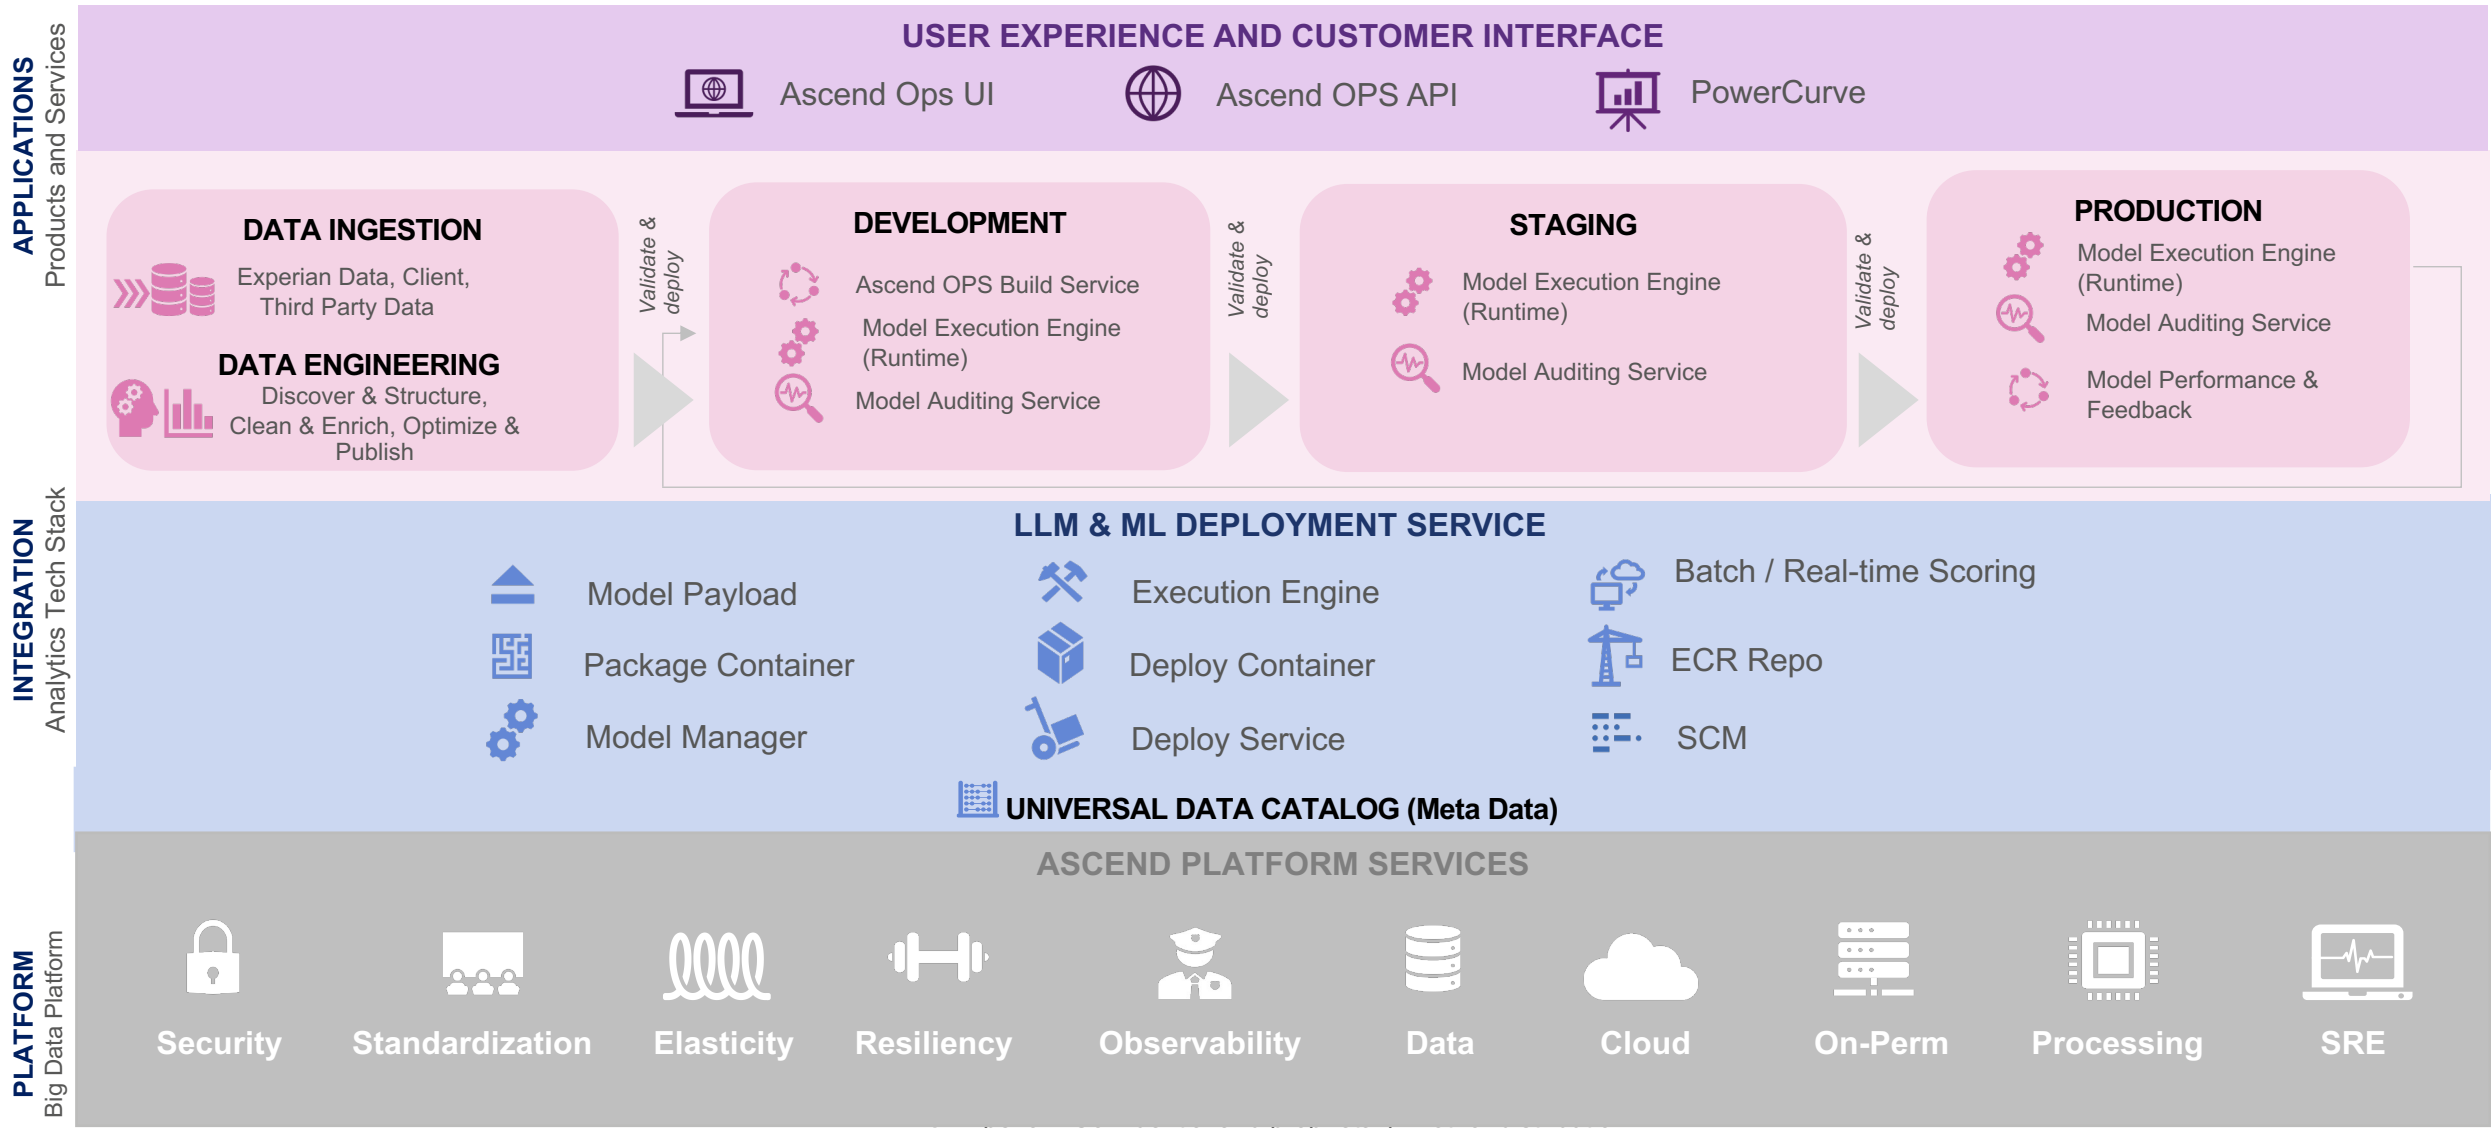 USER EXPERIENCE AND CUSTOMER INTERFACE
Ascend Ops UI
Ascend OPS API
PowerCurve
APPLICATIONS
Products and Services
DATA INGESTION
Experian Data, Client,
Third Party Data
DATA ENGINEERING
Discover & Structure,
Clean & Enrich, Optimize &
Publish
Validate &
deploy
DEVELOPMENT
Ascend OPS Build Service
Model Execution Engine
(Runtime)
Model Auditing Service
Validate &
deploy
STAGING
Model Execution Engine
(Runtime)
Model Auditing Service
Validate &
deploy
PRODUCTION
Model Execution Engine
(Runtime)
Model Auditing Service
Model Performance &
Feedback
INTEGRATION
Analytics Tech Stack
LLM & ML DEPLOYMENT SERVICE
Model Payload
Execution Engine
Batch / Real-time Scoring
Package Container
Deploy Container
ECR Repo
Model Manager
Deploy Service
SCM
UNIVERSAL DATA CATALOG (Meta Data)
PLATFORM
Big Data Platform
ASCEND PLATFORM SERVICES
Security
Standardization
Elasticity
Resiliency
Observability
Data
Cloud
On-Perm
Processing
SRE